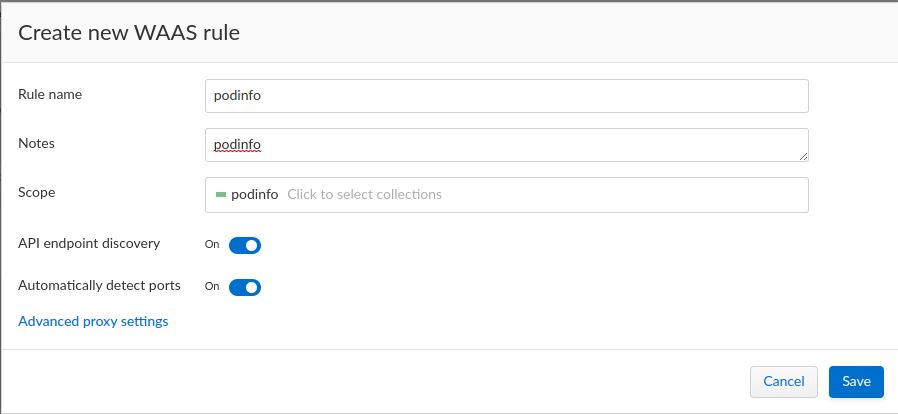 Create new WAAS rule
Rule name
podinfo
Notes
podinfo
Scope
podinfo Click to select collections
API endpoint discovery
On
Automatically detect ports
On
Advanced proxy settings
Cancel
Save